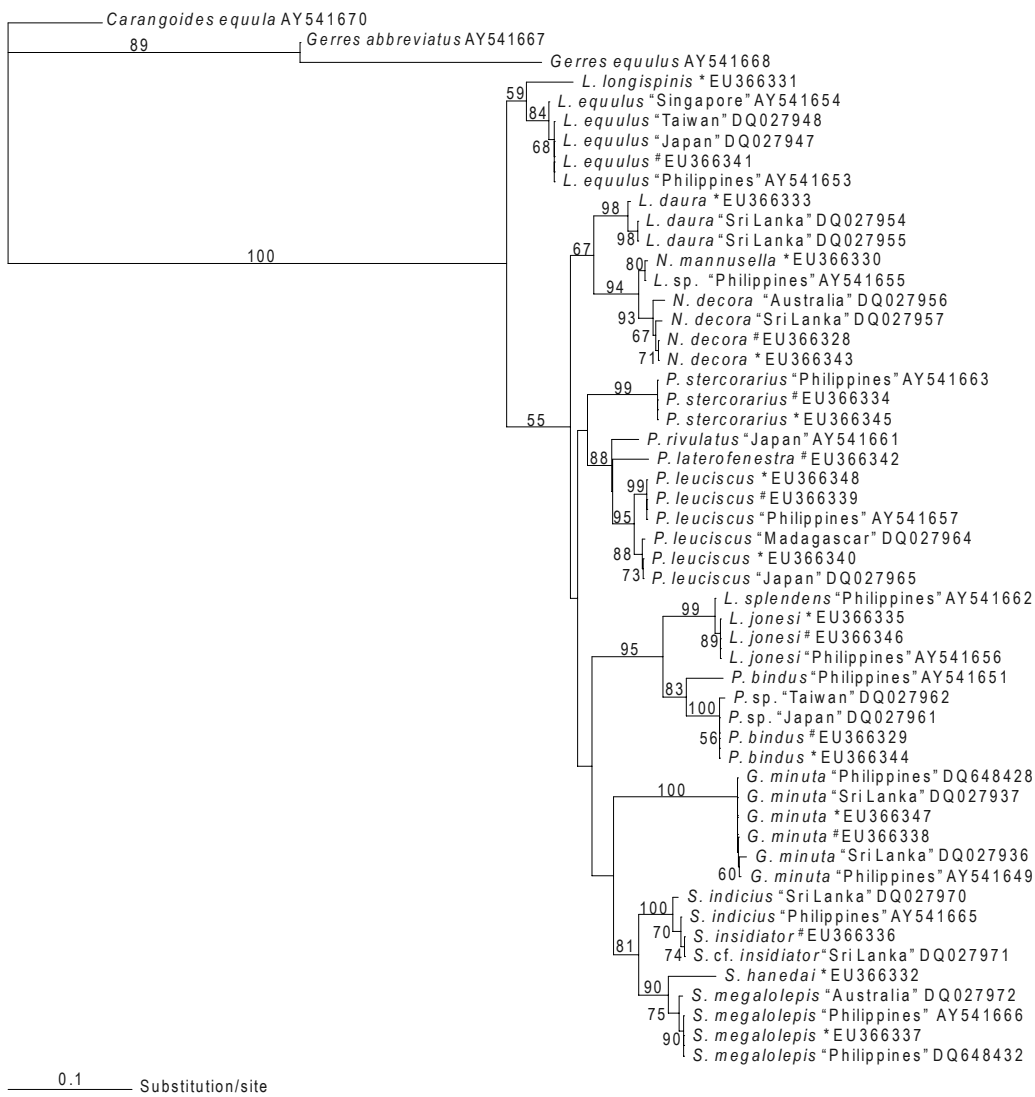 Carangoides equula AY541670
89
Gerres abbreviatus AY541667
Gerres equulus AY541668
L. longispinis *EU366331
59
L. equulus “Singapore” AY541654
84
L. equulus “Taiwan” DQ027948
L. equulus “Japan” DQ027947
68
L. equulus #EU366341
L. equulus “Philippines” AY541653
L. daura *EU366333
98
L. daura “Sri Lanka” DQ027954
98
L. daura “Sri Lanka” DQ027955
67
100
N. mannusella *EU366330
80
L. sp. “Philippines” AY541655
94
N. decora “Australia” DQ027956
93
N. decora “Sri Lanka” DQ027957
67
N. decora #EU366328
71
N. decora *EU366343
P. stercorarius “Philippines” AY541663
99
P. stercorarius #EU366334
P. stercorarius *EU366345
55
P. rivulatus “Japan” AY541661
88
P. laterofenestra #EU366342
P. leuciscus *EU366348
99
P. leuciscus #EU366339
95
P. leuciscus “Philippines” AY541657
P. leuciscus “Madagascar” DQ027964
88
P. leuciscus *EU366340
73
P. leuciscus “Japan” DQ027965
L. splendens “Philippines” AY541662
99
L. jonesi *EU366335
89
L. jonesi #EU366346
95
L. jonesi “Philippines” AY541656
P. bindus “Philippines” AY541651
83
P. sp. “Taiwan” DQ027962
100
P. sp. “Japan” DQ027961
56
P. bindus #EU366329
P. bindus *EU366344
G. minuta “Philippines” DQ648428
100
G. minuta “Sri Lanka” DQ027937
G. minuta *EU366347
G. minuta #EU366338
G. minuta “Sri Lanka” DQ027936
60
G. minuta “Philippines” AY541649
S. indicius “Sri Lanka” DQ027970
100
S. indicius “Philippines” AY541665
70
S. insidiator #EU366336
81
74
S. cf. insidiator “Sri Lanka” DQ027971
S. hanedai *EU366332
90
S. megalolepis “Australia” DQ027972
75
S. megalolepis “Philippines” AY541666
S. megalolepis *EU366337
90
S. megalolepis “Philippines” DQ648432
0.1
Substitution/site